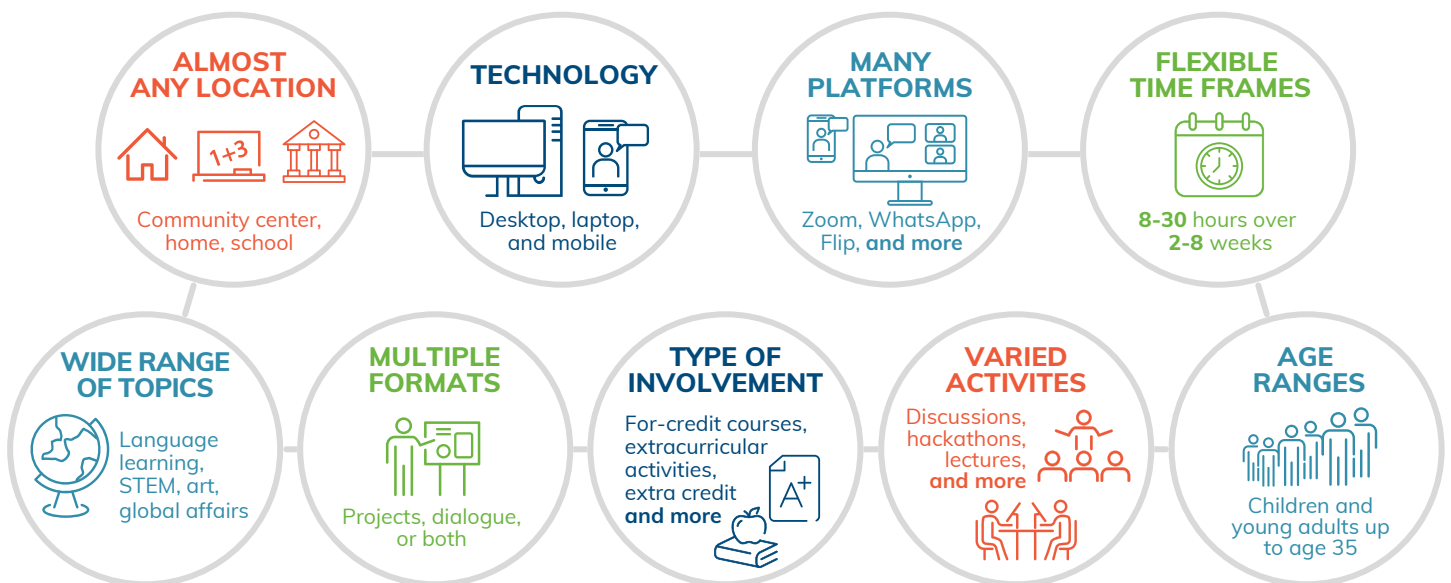 ALMOST
ANY LOCATION
1+3
Community center,
home, school
TECHNOLOGY
Desktop, laptop,
and mobile
MANY
PLATFORMS
Zoom, WhatsApp,
Flip, and more
FLEXIBLE
TIME FRAMES
8-30 hours over
2-8 weeks
WIDE RANGE
OF TOPICS
Language
learning,
STEM, art,
global affairs
MULTIPLE
FORMATS
Projects, dialogue,
or both
TYPE OF
INVOLVEMENT
For-credit courses,
extracurricular
activities,
extra credit
and more
A+
VARIED
ACTIVITES
Discussions,
hackathons,
lectures,
and more
AGE
RANGES
Children and
young adults up
to age 35